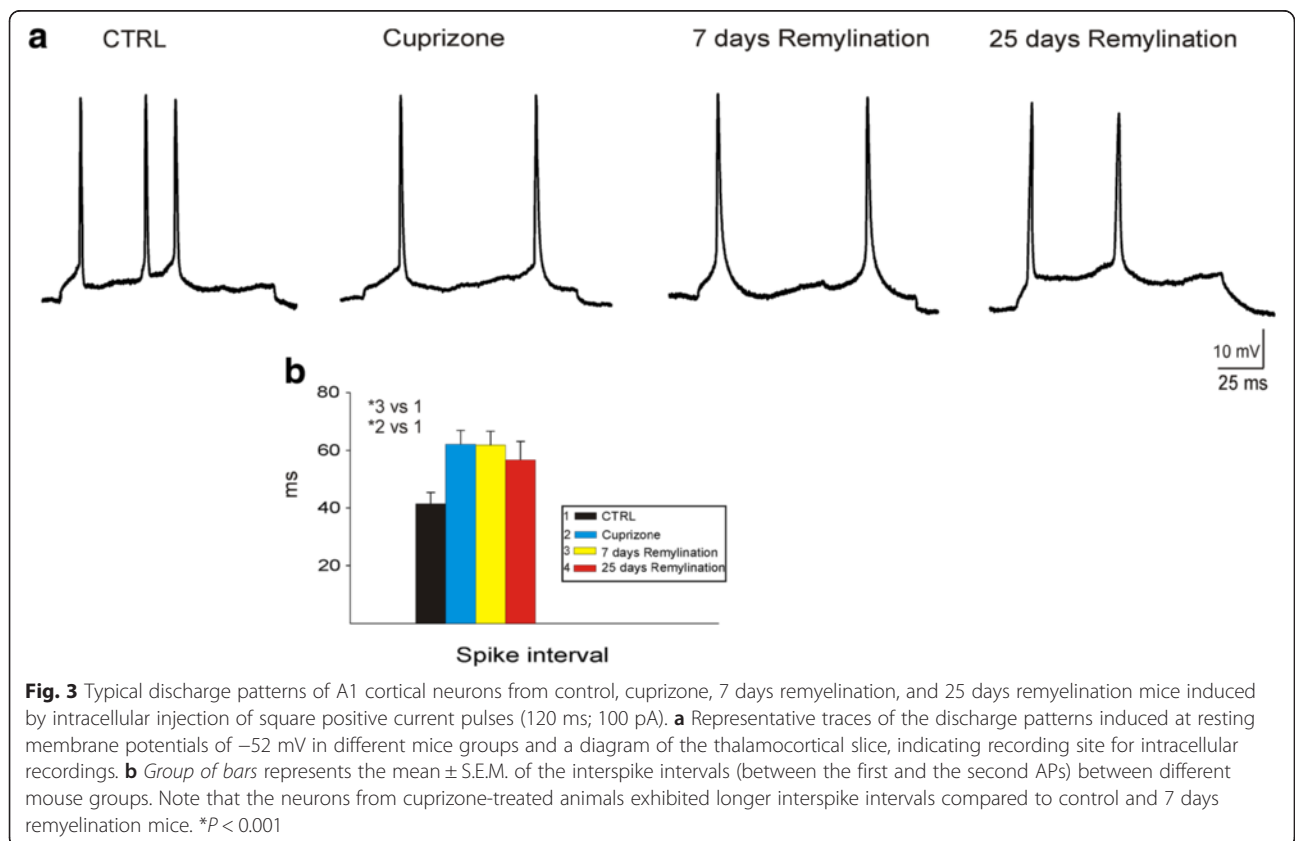 a
CTRL Cuprizone 7 days Remylination 25 days Remylination
10 mV
25 ms
b
80
60
40
20
ms
*3 vs 1
*2 vs 1
1 CTRL
2 Cuprizone
3 7 days Remylination
4 25 days Remylination
Spike interval
Fig. 3 Typical discharge patterns of A1 cortical neurons from control, cuprizone, 7 days remyelination, and 25 days remyelination mice induced
by intracellular injection of square positive current pulses (120 ms; 100 pA). a Representative traces of the discharge patterns induced at resting
membrane potentials of −52 mV in different mice groups and a diagram of the thalamocortical slice, indicating recording site for intracellular
recordings. b Group of bars represents the mean ± S.E.M. of the interspike intervals (between the first and the second APs) between different
mouse groups. Note that the neurons from cuprizone-treated animals exhibited longer interspike intervals compared to control and 7 days
remyelination mice. *P < 0.001